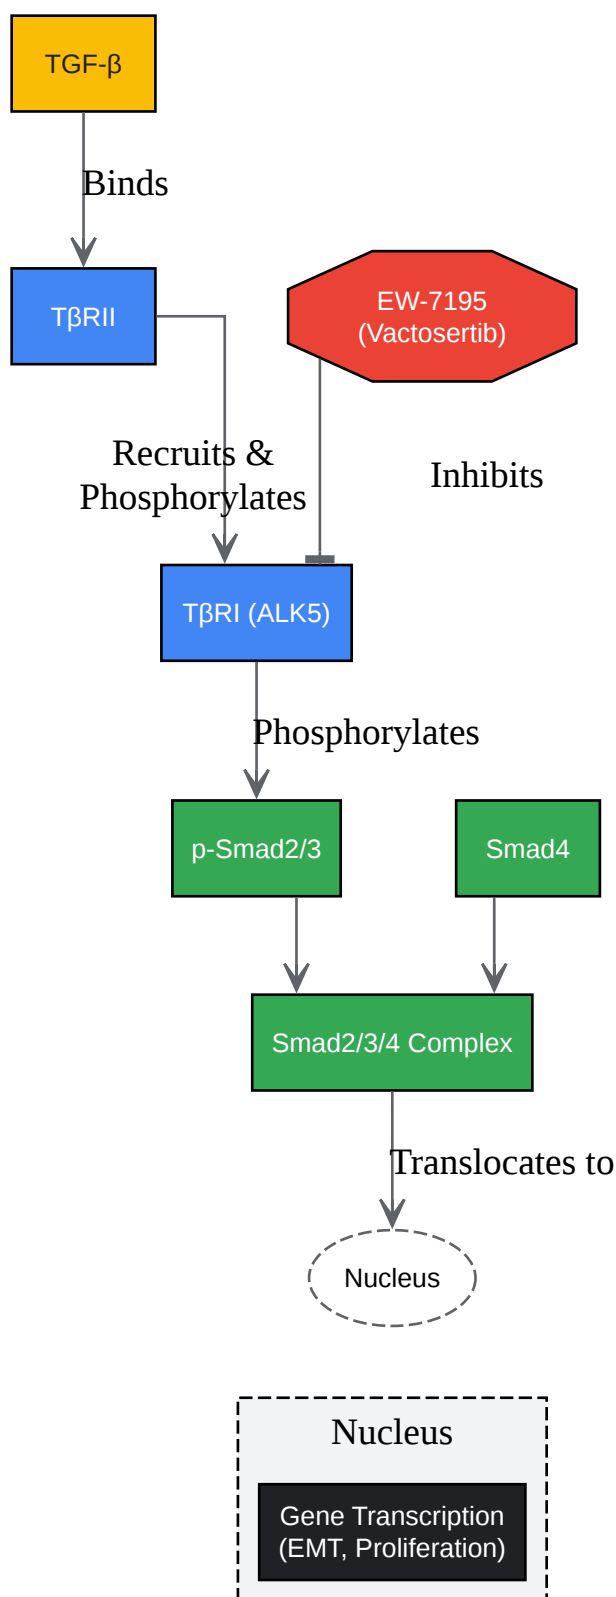 TGF-β
Binds
TβRII
EW-7195
(Vactosertib)
Recruits &
Phosphorylates
Inhibits
TβRI (ALK5)
Phosphorylates
p-Smad2/3
Smad4
Smad2/3/4 Complex
Translocates to
Nucleus
Nucleus
Gene Transcription
(EMT, Proliferation)